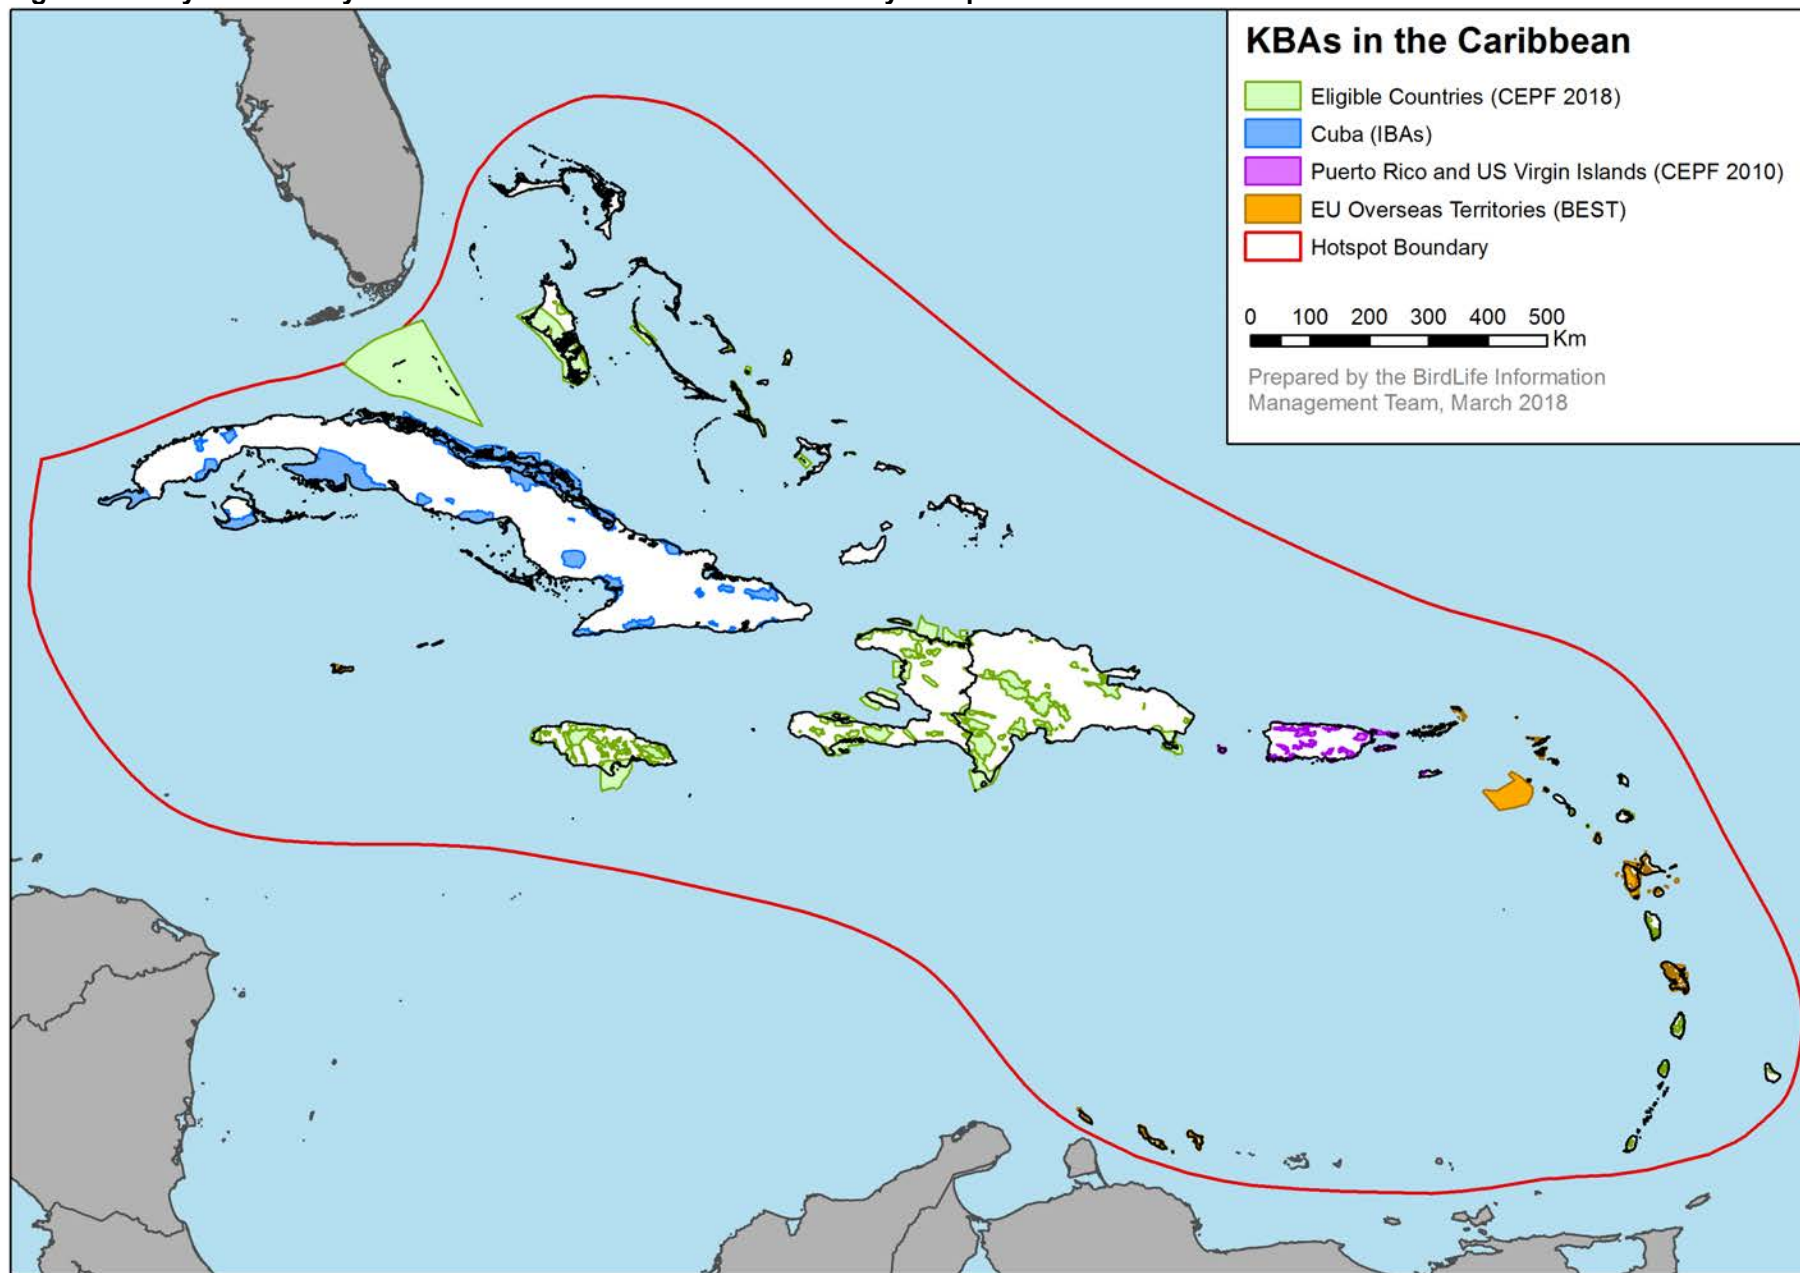 KBAs in the Caribbean
Eligible Countries (CEPF 2018)
Cuba (IBAs)
Puerto Rico and US Virgin Islands (CEPF 2010)
EU Overseas Territories (BEST)
Hotspot Boundary
0 100 200 300 400 500
Km
Prepared by the BirdLife Information
Management Team, March 2018